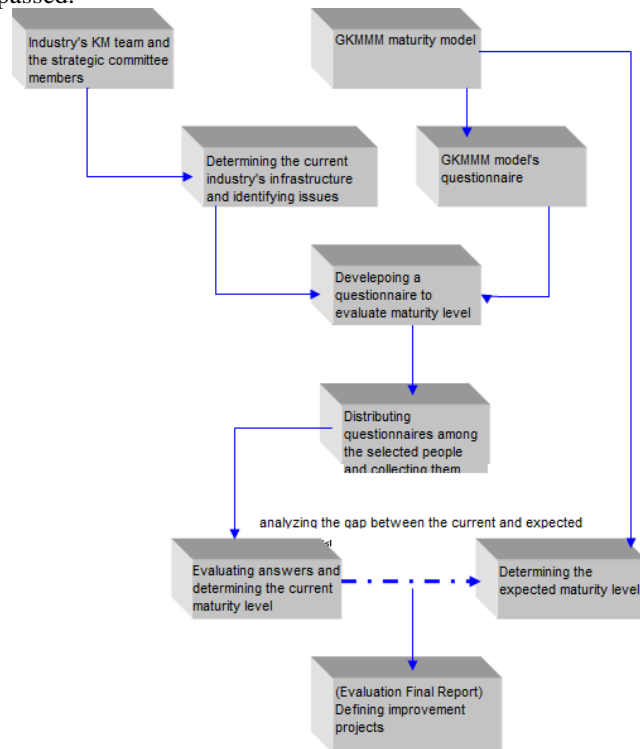 passed.
Industry's KM team and
the strategic committee
members
GKMMM maturity model
Determining the current
industry's infrastructure
and identifying issues
GKMMM model's
questionnaire
Develepoing a
questionnaire to
evaluate maturity level
Distributing
questionnaires among
the selected people
and collecting them
analyzing the gap between the current and expected
Evaluating answers and
determining the current
maturity level
Determining the
expected maturity level
(Evaluation Final Report)
Defining improvement
projects